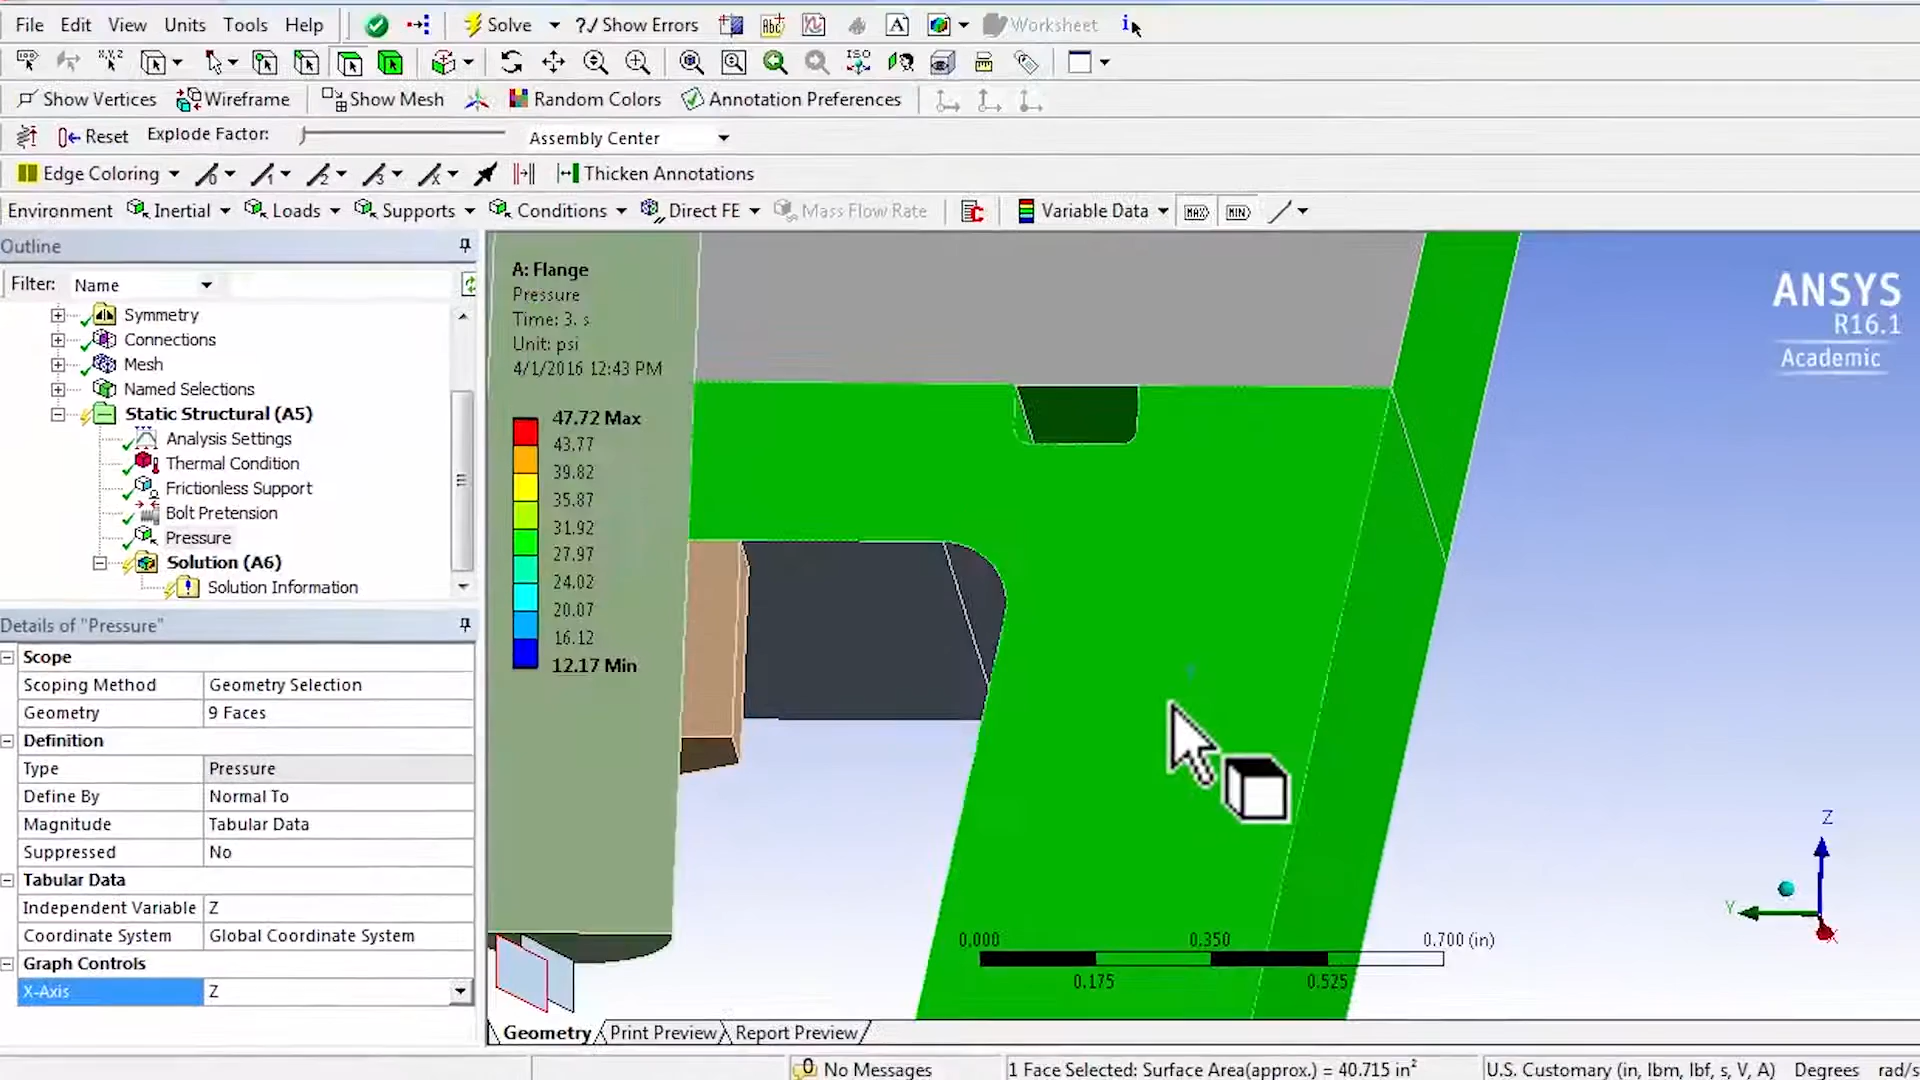 File Edit View Units Tools Help Solve ?✓ Show Errors Worksheet
Show Vertices Wireframe Show Mesh Random Colors Annotation Preferences
Reset Explode Factor: Assembly Center
Edge Coloring Thicken Annotations
Environment Inertial Loads Supports Conditions Direct FE Mass Flow Rate Variable Data MAX MIN
Outline
Filter: Name
Symmetry
Connections
Mesh
Named Selections
Static Structural (A5)
Analysis Settings
Thermal Condition
Frictionless Support
Bolt Pretension
Pressure
Solution (A6)
Solution Information
Details of "Pressure"
Scope
Scoping Method Geometry Selection
Geometry 9 Faces
Definition
Type Pressure
Define By Normal To
Magnitude Tabular Data
Suppressed No
Tabular Data
Independent Variable Z
Coordinate System Global Coordinate System
Graph Controls
X-Axis Z
A: Flange
Pressure
Time: 3. s
Unit: psi
4/1/2016 12:43 PM
47.72 Max
43.77
39.82
35.87
31.92
27.97
24.02
20.07
16.12
12.17 Min
ANSYS
R16.1
Academic
Z
Y
X
0.000 0.350 0.700 (in)
0.175 0.525
Geometry Print Preview Report Preview
0 No Messages 1 Face Selected: Surface Area(approx.) = 40.715 in² U.S. Customary (in, lbm, lbf, s, V, A) Degrees rad/s